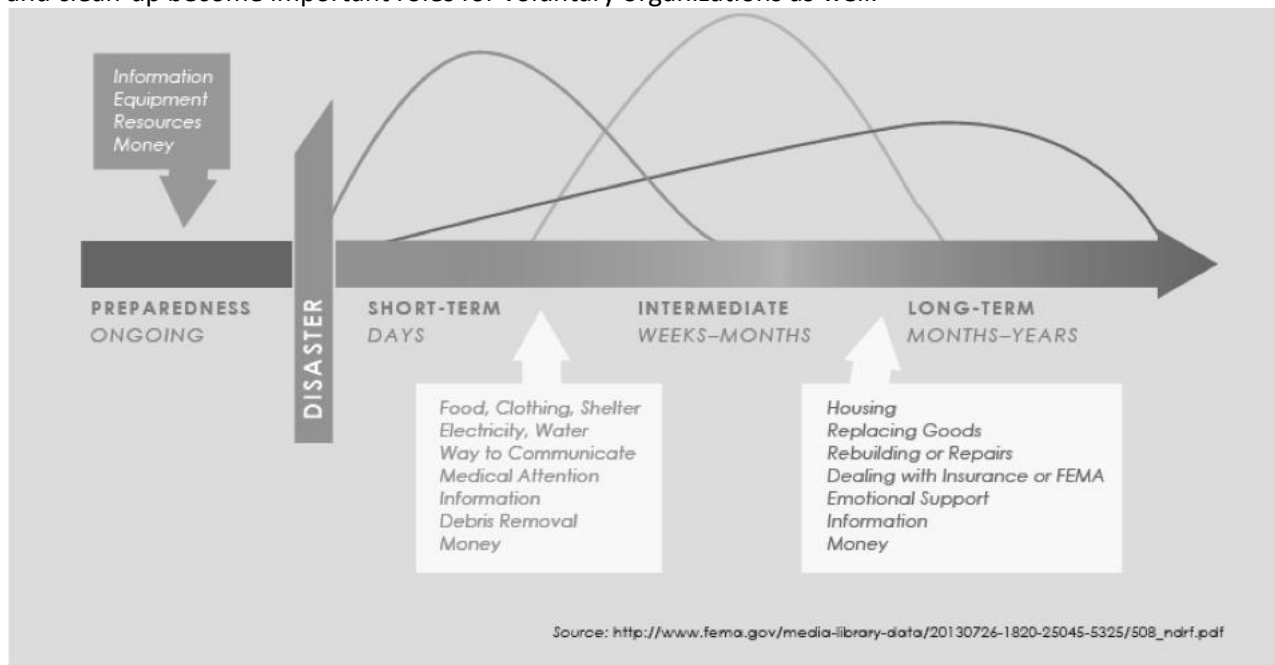 and clean-up become important roles for voluntary organizations as well.
Information
Equipment
Resources
Money
DISASTER
PREPAREDNESS
ONGOING
SHORT-TERM
DAYS
INTERMEDIATE
WEEKS–MONTHS
LONG-TERM
MONTHS–YEARS
Food, Clothing, Shelter
Electricity, Water
Way to Communicate
Medical Attention
Information
Debris Removal
Money
Housing
Replacing Goods
Rebuilding or Repairs
Dealing with Insurance or FEMA
Emotional Support
Information
Money
Source: http://www.fema.gov/media-library-data/20130726-1820-25045-5325/508_ndrf.pdf